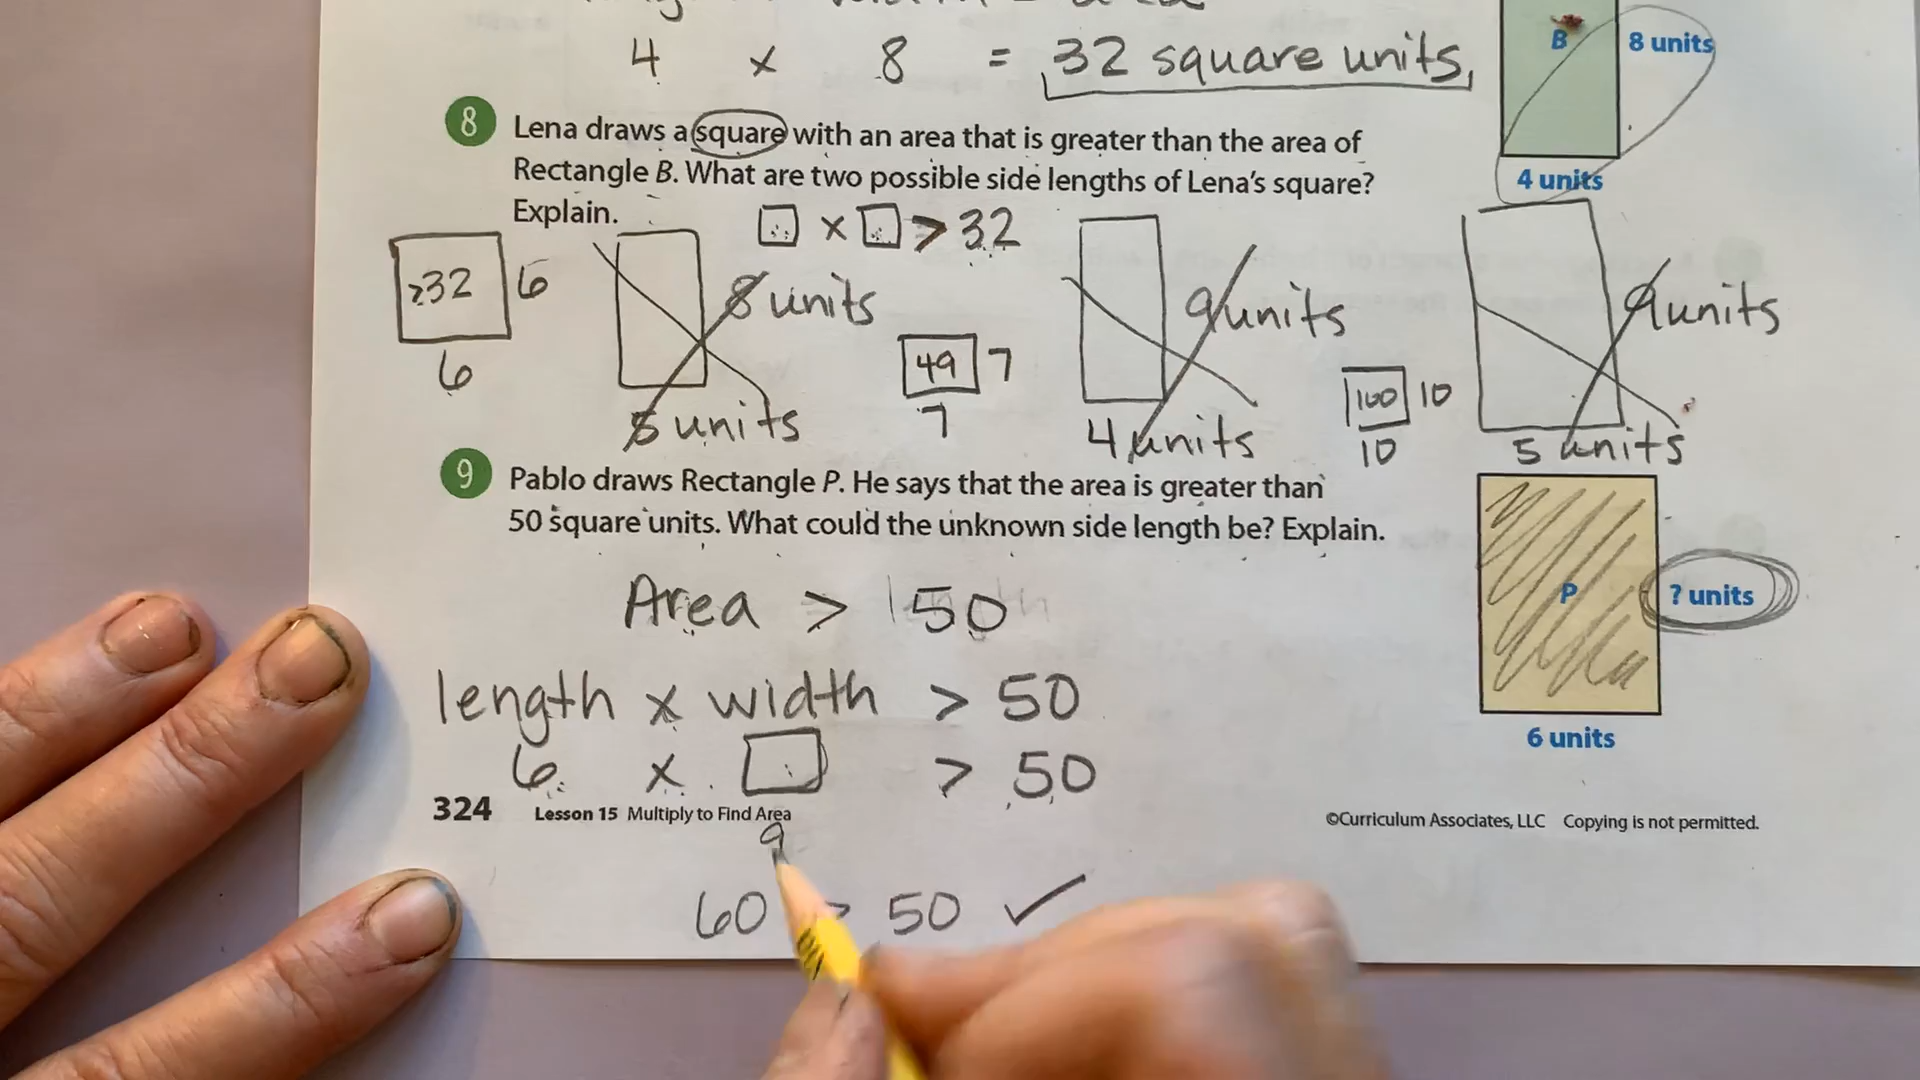 4 x 8 = 32 square units
B
8 units
4 units
8 Lena draws a square with an area that is greater than the area of
Rectangle B. What are two possible side lengths of Lena's square?
Explain.
□ x □ > 32
>32 6
6
8 units
5 units
49 7
7
9 units
4 units
100 10
10
9 units
5 units
9 Pablo draws Rectangle P. He says that the area is greater than
50 square units. What could the unknown side length be? Explain.
P
? units
6 units
Area > 50
length x width > 50
6 x □ > 50
324 Lesson 15 Multiply to Find Area
©Curriculum Associates, LLC Copying is not permitted.
9
60 > 50 ✓